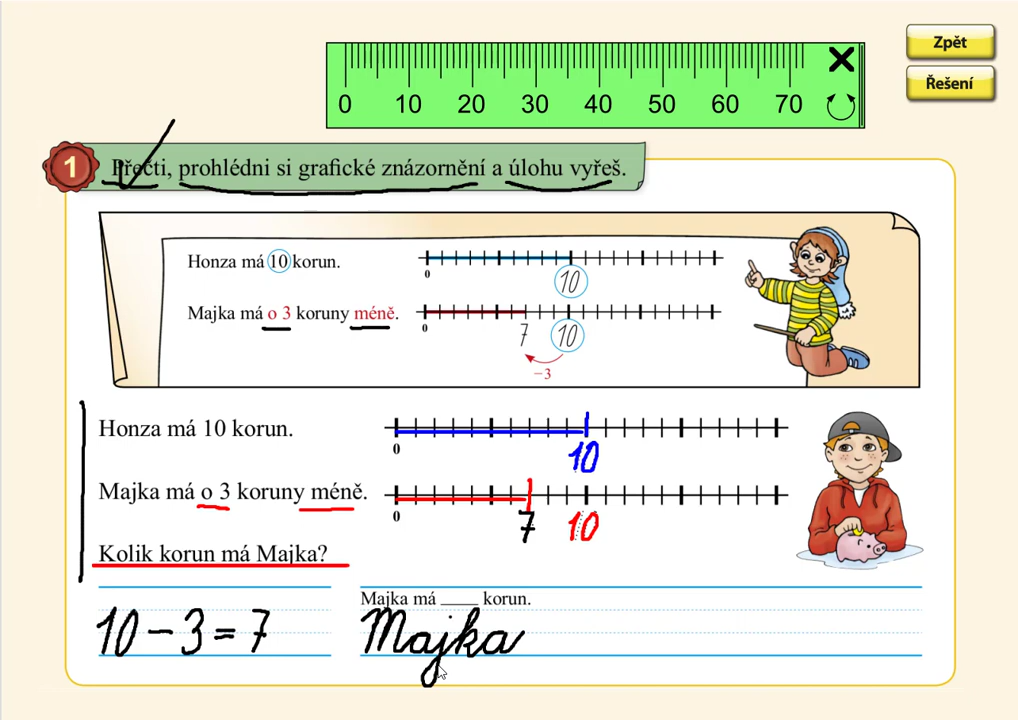 Zpět
Řešení
0 10 20 30 40 50 60 70
1 Přečti, prohlédni si grafické znázornění a úlohu vyřeš.
Honza má 10 korun.
0 10
Majka má o 3 koruny méně.
0 7 10
−3
Honza má 10 korun.
0 10
Majka má o 3 koruny méně.
0 7 10
Kolik korun má Majka?
10 − 3 = 7
Majka má ____ korun.
Majka